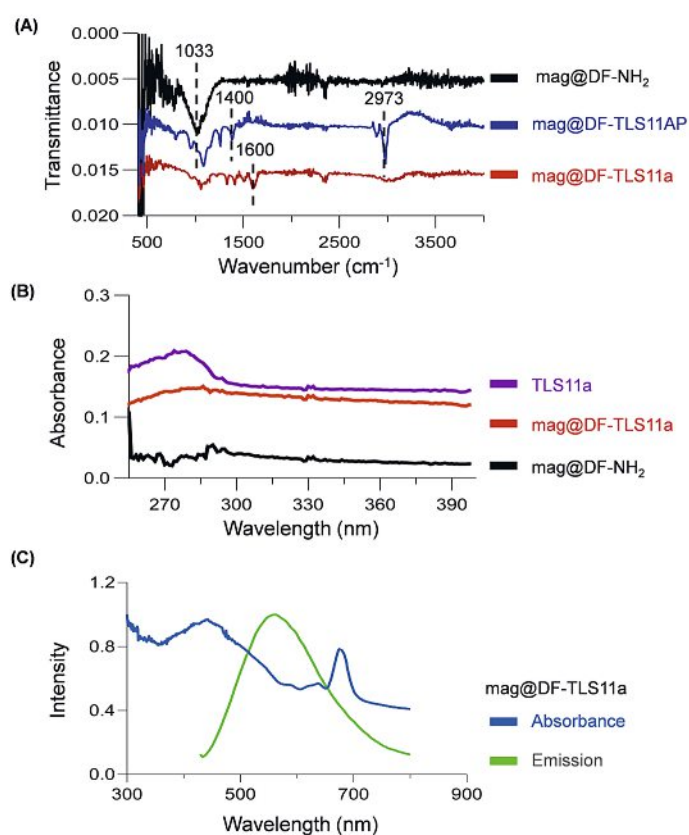 (A)
0.000
0.005
0.010
0.015
0.020
Transmittance
1033
1400
1600
2973
500
1500
2500
3500
Wavenumber (cm⁻¹)
mag@DF-NH₂
mag@DF-TLS11AP
mag@DF-TLS11a
(B)
0.3
0.2
0.1
0.0
Absorbance
270
300
330
360
390
Wavelength (nm)
TLS11a
mag@DF-TLS11a
mag@DF-NH₂
(C)
1.2
0.8
0.4
0.0
Intensity
300
500
700
900
Wavelength (nm)
mag@DF-TLS11a
Absorbance
Emission